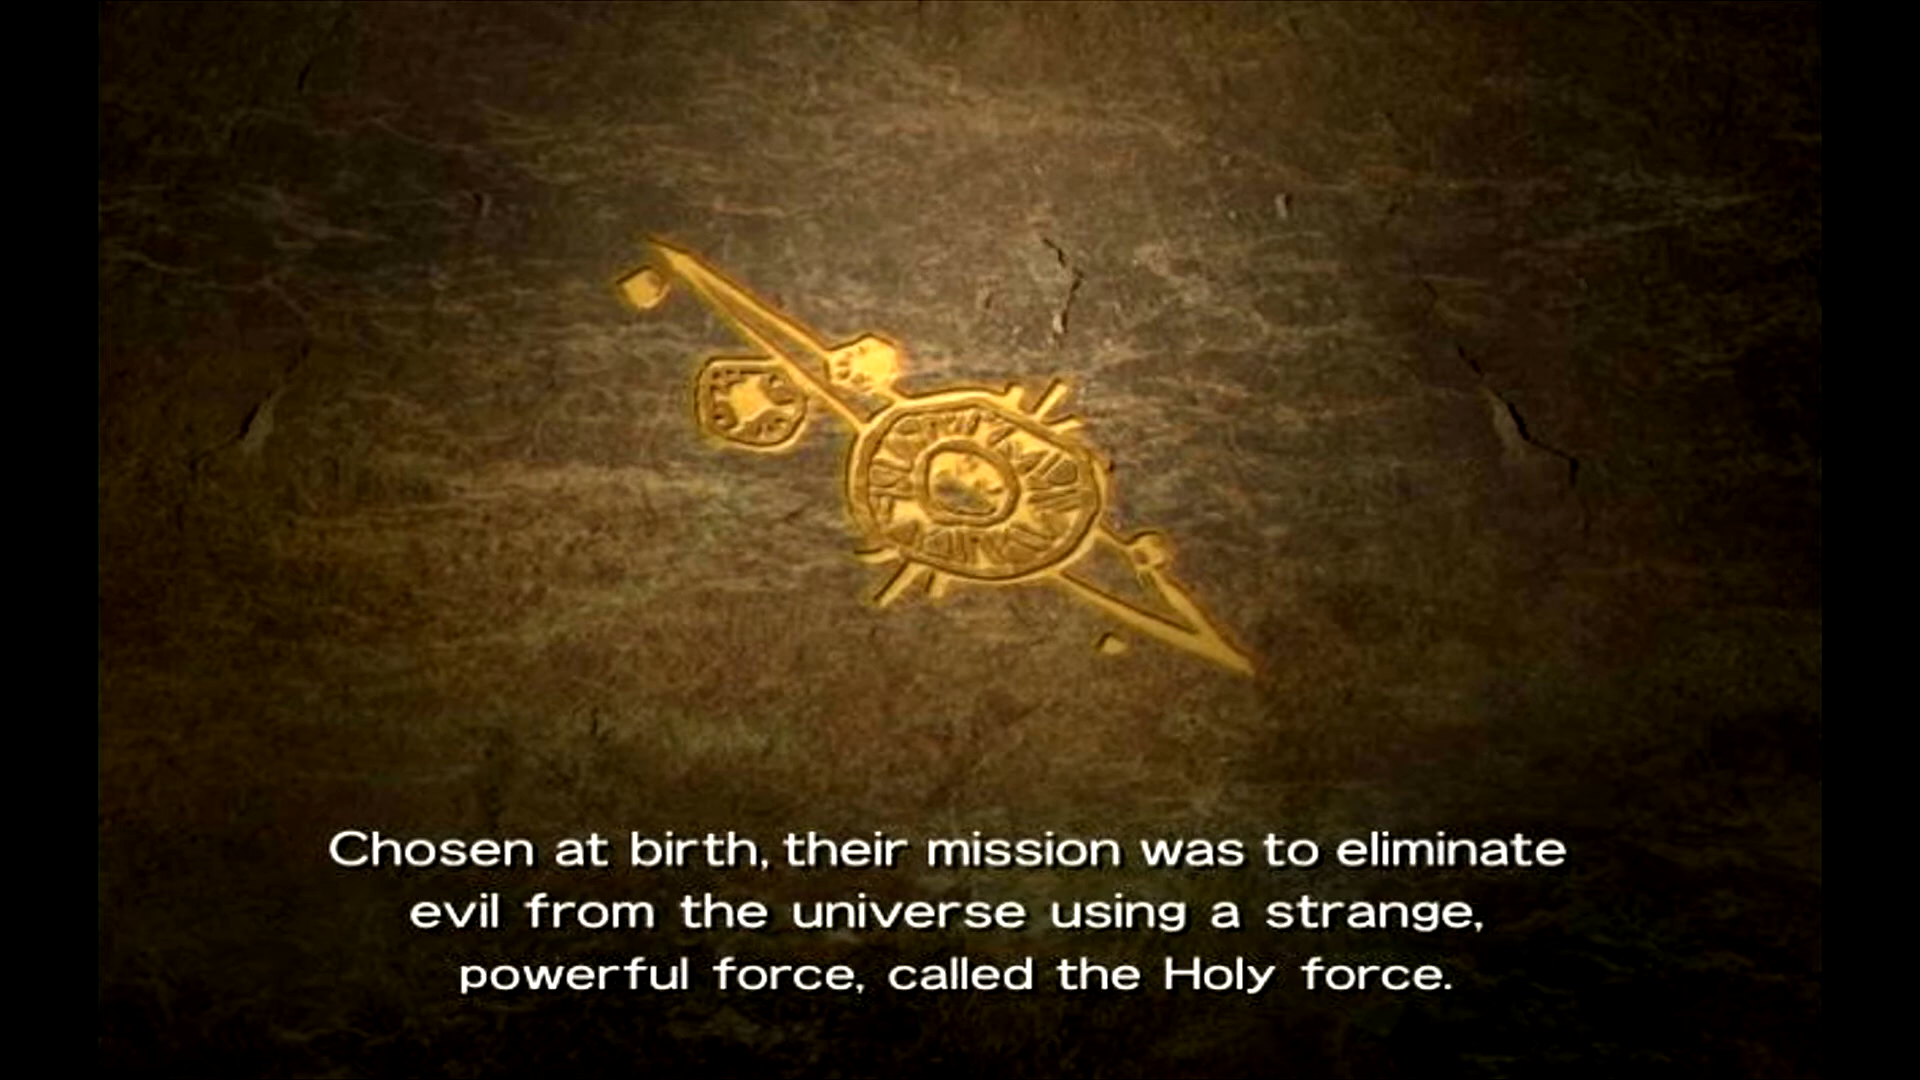 Chosen at birth, their mission was to eliminate
evil from the universe using a strange,
powerful force, called the Holy force.